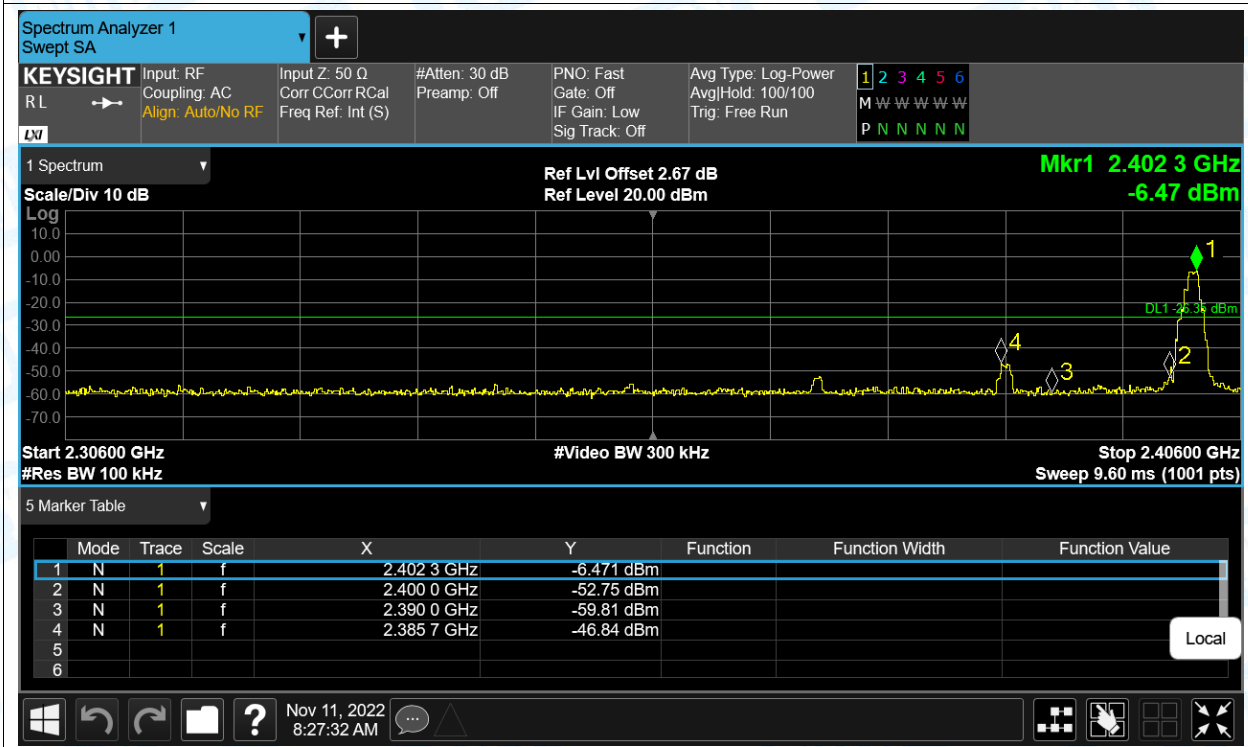 Spectrum Analyzer 1
Swept SA
KEYSIGHT
R L
LXI
Input: RF
Coupling: AC
Align: Auto/No RF
Input Z: 50 Ω
Corr CCorr RCal
Freq Ref: Int (S)
#Atten: 30 dB
Preamp: Off
PNO: Fast
Gate: Off
IF Gain: Low
Sig Track: Off
Avg Type: Log-Power
Avg|Hold: 100/100
Trig: Free Run
1 2 3 4 5 6
M W W W W W
P N N N N N
1 Spectrum
Scale/Div 10 dB
Ref Lvl Offset 2.67 dB
Ref Level 20.00 dBm
Mkr1 2.402 3 GHz
-6.47 dBm
Log
10.0
0.00
-10.0
-20.0
-30.0
-40.0
-50.0
-60.0
-70.0
1
DL1 -26.35 dBm
4
3
2
Start 2.30600 GHz
#Res BW 100 kHz
#Video BW 300 kHz
Stop 2.40600 GHz
Sweep 9.60 ms (1001 pts)
5 Marker Table
Mode Trace Scale X Y Function Function Width Function Value
1 N 1 f 2.402 3 GHz -6.471 dBm
2 N 1 f 2.400 0 GHz -52.75 dBm
3 N 1 f 2.390 0 GHz -59.81 dBm
4 N 1 f 2.385 7 GHz -46.84 dBm
5
6
Local
?
Nov 11, 2022
8:27:32 AM